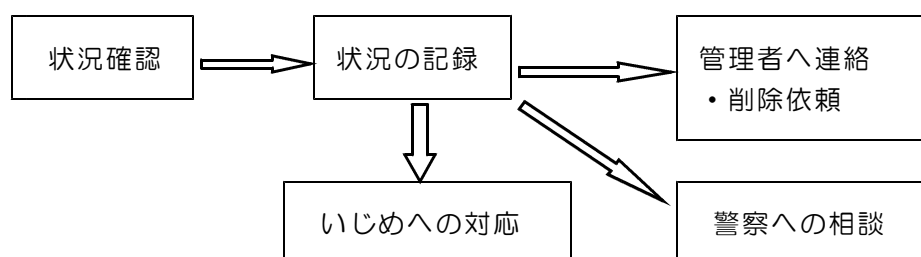 状況確認
状況の記録
管理者へ連絡
・削除依頼
いじめへの対応
警察への相談